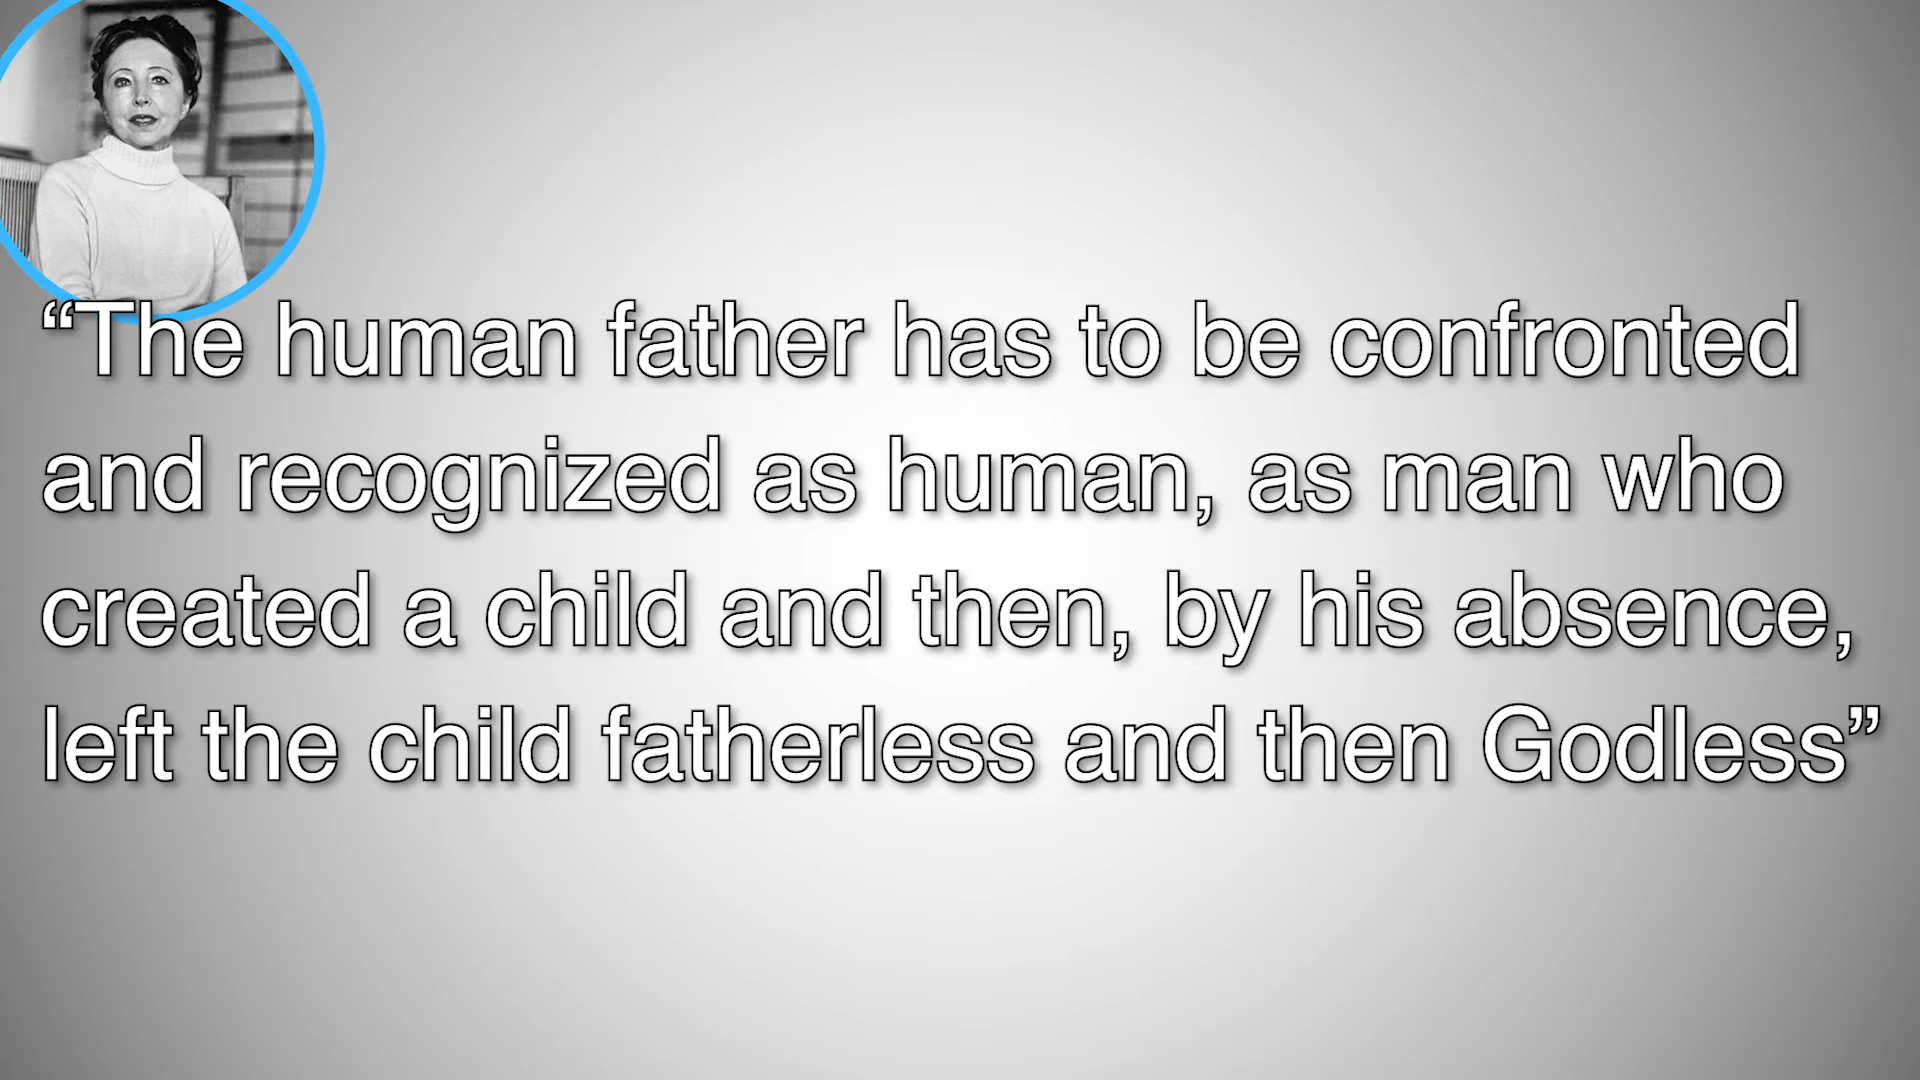 “The human father has to be confronted
and recognized as human, as man who
created a child and then, by his absence,
left the child fatherless and then Godless”